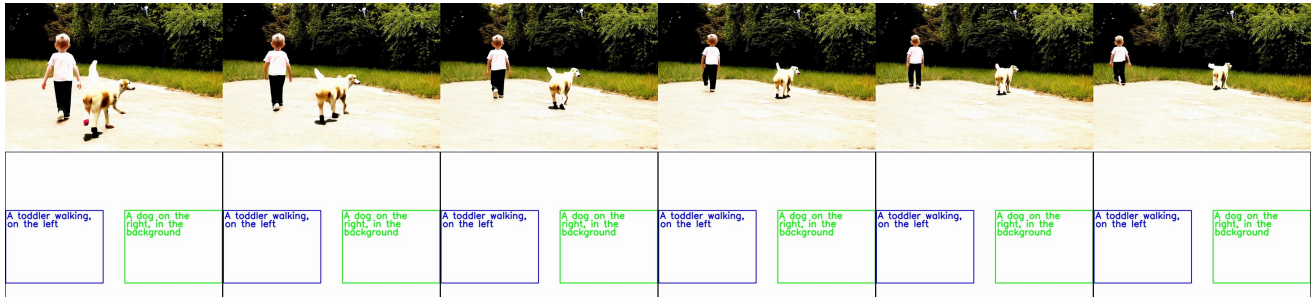 A toddler walking,
on the left
A dog on the
right, in the
background
A toddler walking,
on the left
A dog on the
right, in the
background
A toddler walking,
on the left
A dog on the
right, in the
background
A toddler walking,
on the left
A dog on the
right, in the
background
A toddler walking,
on the left
A dog on the
right, in the
background
A toddler walking,
on the left
A dog on the
right, in the
background